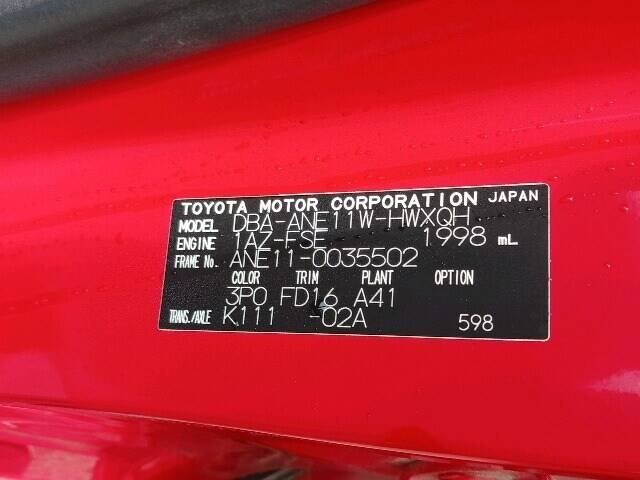 TOYOTA MOTOR CORPORATION JAPAN
MODEL DBA-ANE11W-HWXQH
ENGINE 1AZ-FSE 1998 mL
FRAME No. ANE11-0035502
COLOR TRIM PLANT OPTION
3P0 FD16 A41
TRANS./AXLE K111 -02A 598